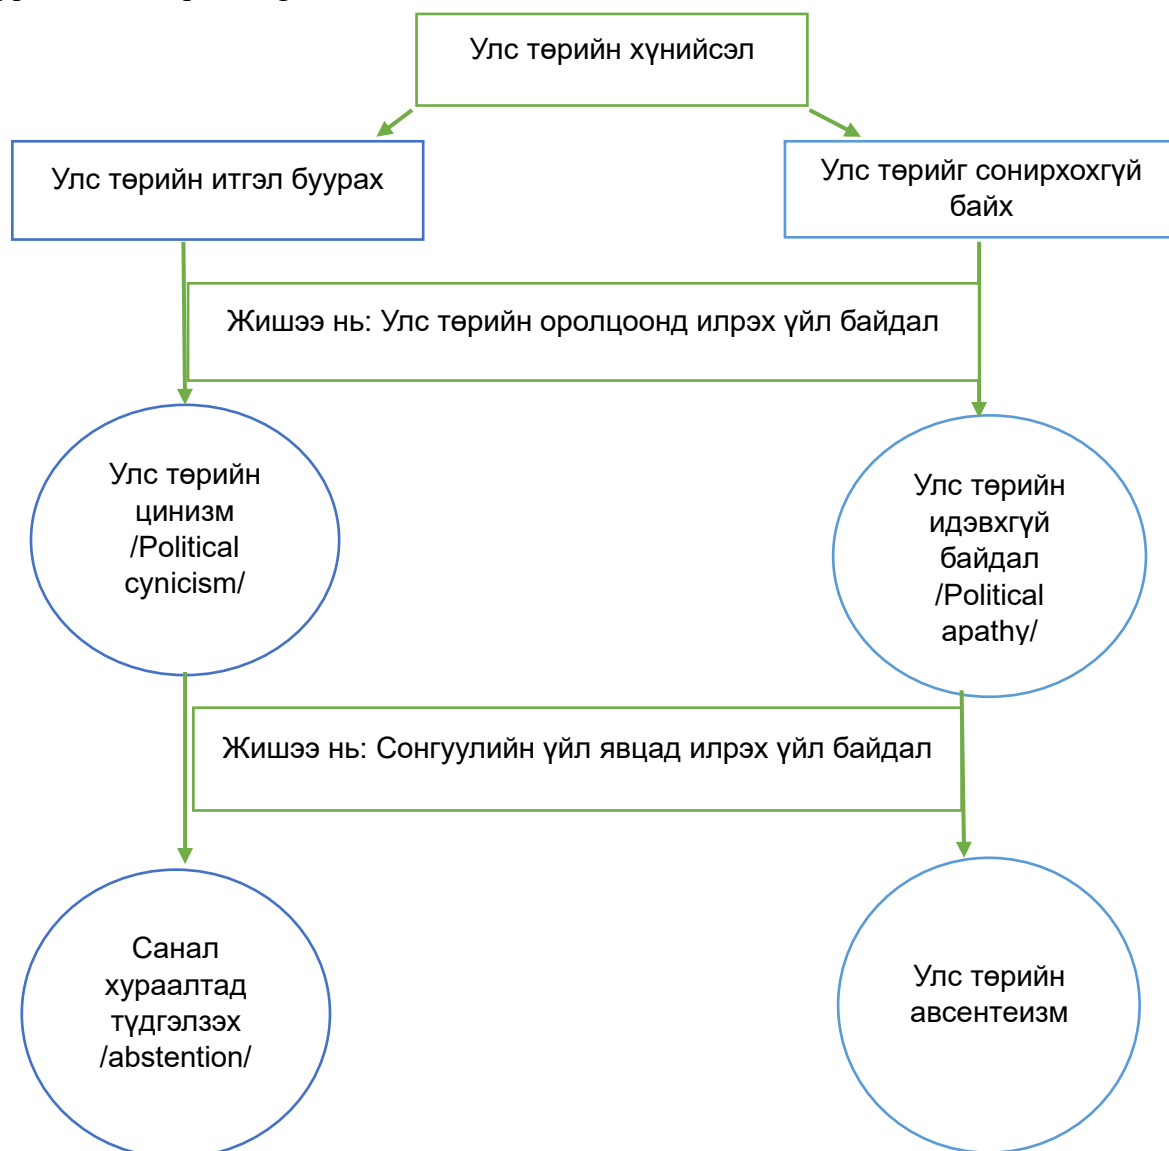 Улс төрийн хүнийсэл
Улс төрийн итгэл буурах
Улс төрийг сонирхохгүй
байх
Жишээ нь: Улс төрийн оролцоонд илрэх үйл байдал
Улс төрийн
цинизм
/Political
cynicism/
Улс төрийн
идэвхгүй
байдал
/Political
apathy/
Жишээ нь: Сонгуулийн үйл явцад илрэх үйл байдал
Санал
хураалтад
түдгэлзэх
/abstention/
Улс төрийн
авсентеизм